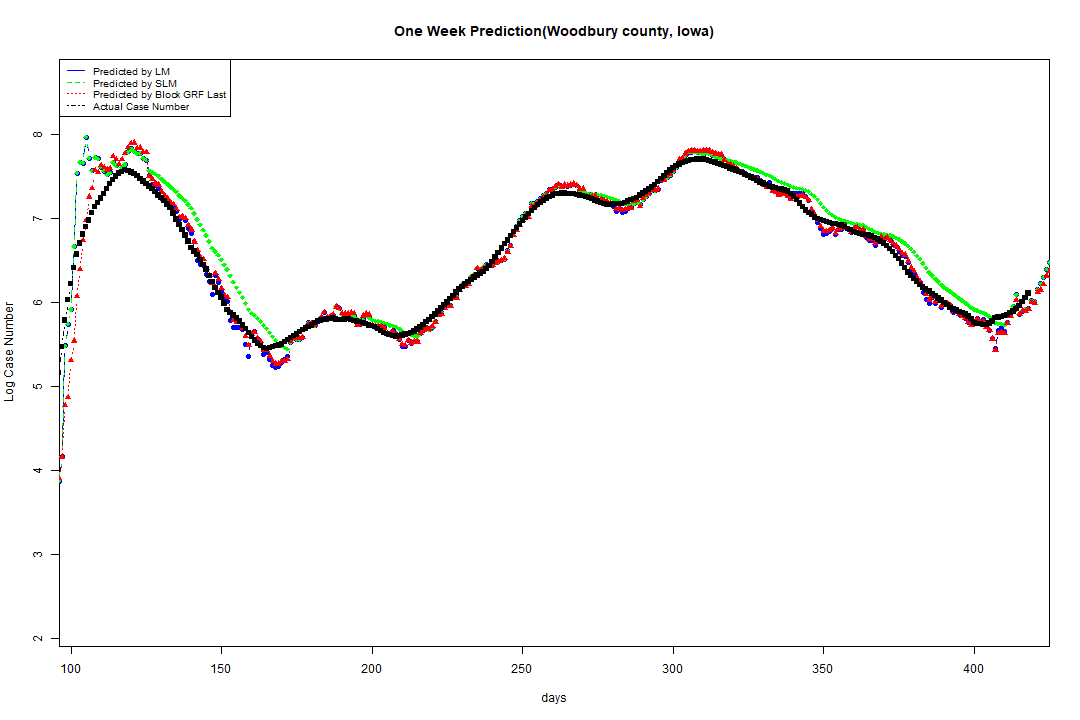 One Week Prediction(Woodbury county, Iowa)
Predicted by LM
Predicted by SLM
Predicted by Block GRF Last
Actual Case Number
8
7
6
5
4
3
2
Log Case Number
100 150 200 250 300 350 400
days